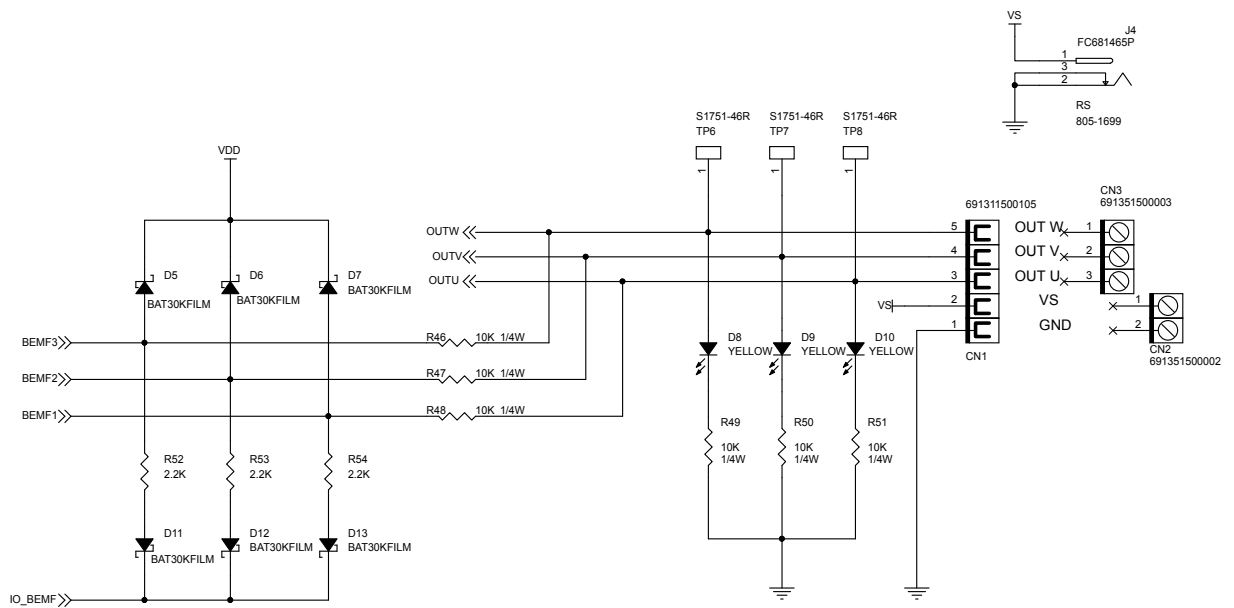 VS
J4
FC681465P
1
3
2
RS
805-1699
S1751-46R
TP6
S1751-46R
TP7
S1751-46R
TP8
1
1
1
VDD
D5
BAT30KFILM
D6
BAT30KFILM
D7
BAT30KFILM
OUTW
OUTV
OUTU
691311500105
5
4
3
2
1
VS
CN1
OUT W
OUT V
OUT U
VS
GND
CN3
691351500003
1
2
3
1
2
CN2
691351500002
BEMF3
BEMF2
BEMF1
R46 10K 1/4W
R47 10K 1/4W
R48 10K 1/4W
D8
YELLOW
D9
YELLOW
D10
YELLOW
R49
10K
1/4W
R50
10K
1/4W
R51
10K
1/4W
R52
2.2K
R53
2.2K
R54
2.2K
D11
BAT30KFILM
D12
BAT30KFILM
D13
BAT30KFILM
IO_BEMF